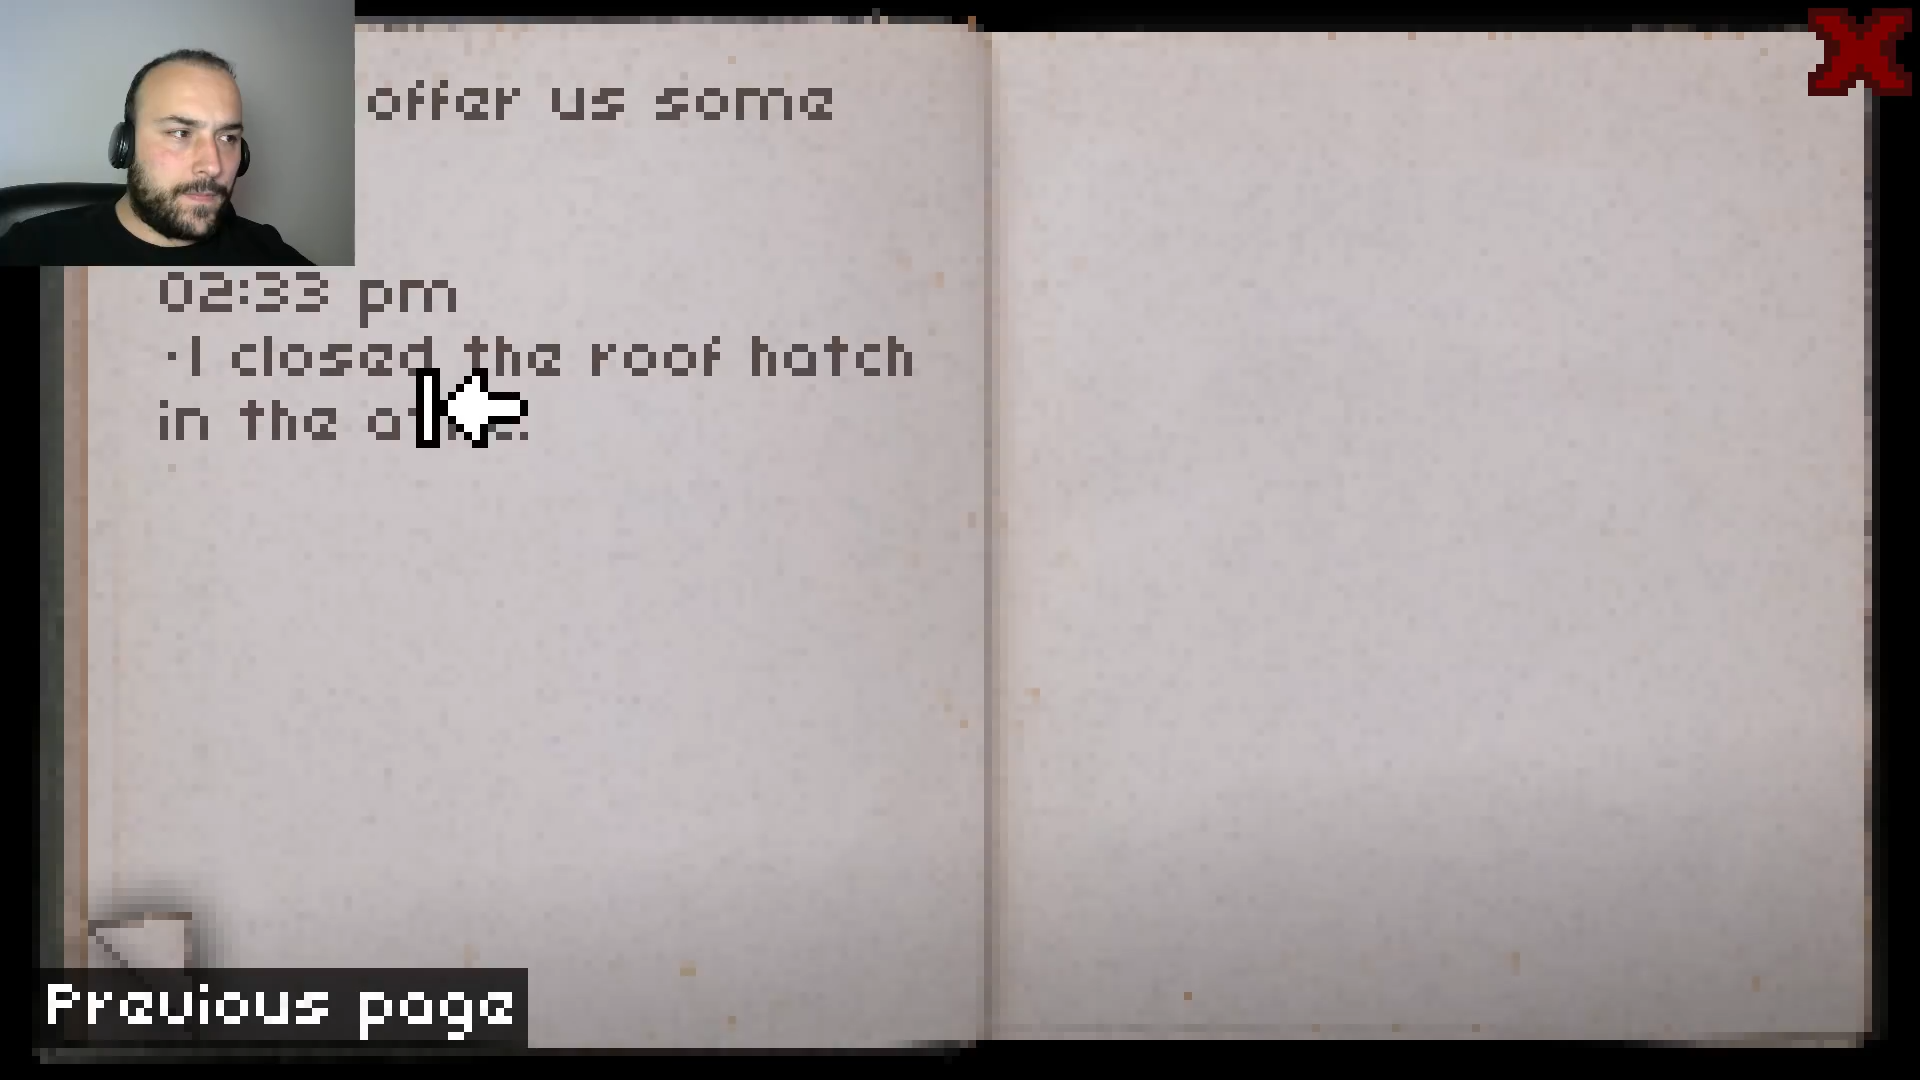 offer us some
02:33 pm
·I closed the roof hatch
in the
Previous page